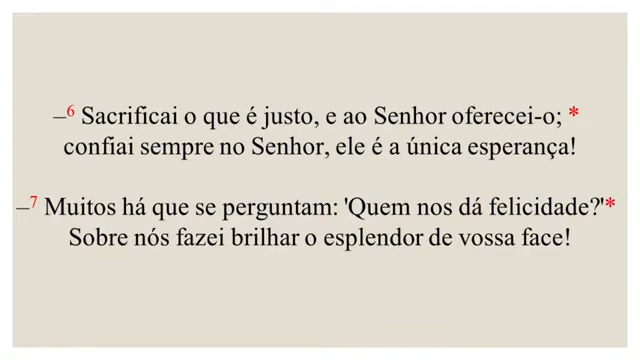 –6 Sacrificai o que é justo, e ao Senhor oferecei-o; *
confiai sempre no Senhor, ele é a única esperança!
–7 Muitos há que se perguntam: 'Quem nos dá felicidade?'*
Sobre nós fazei brilhar o esplendor de vossa face!